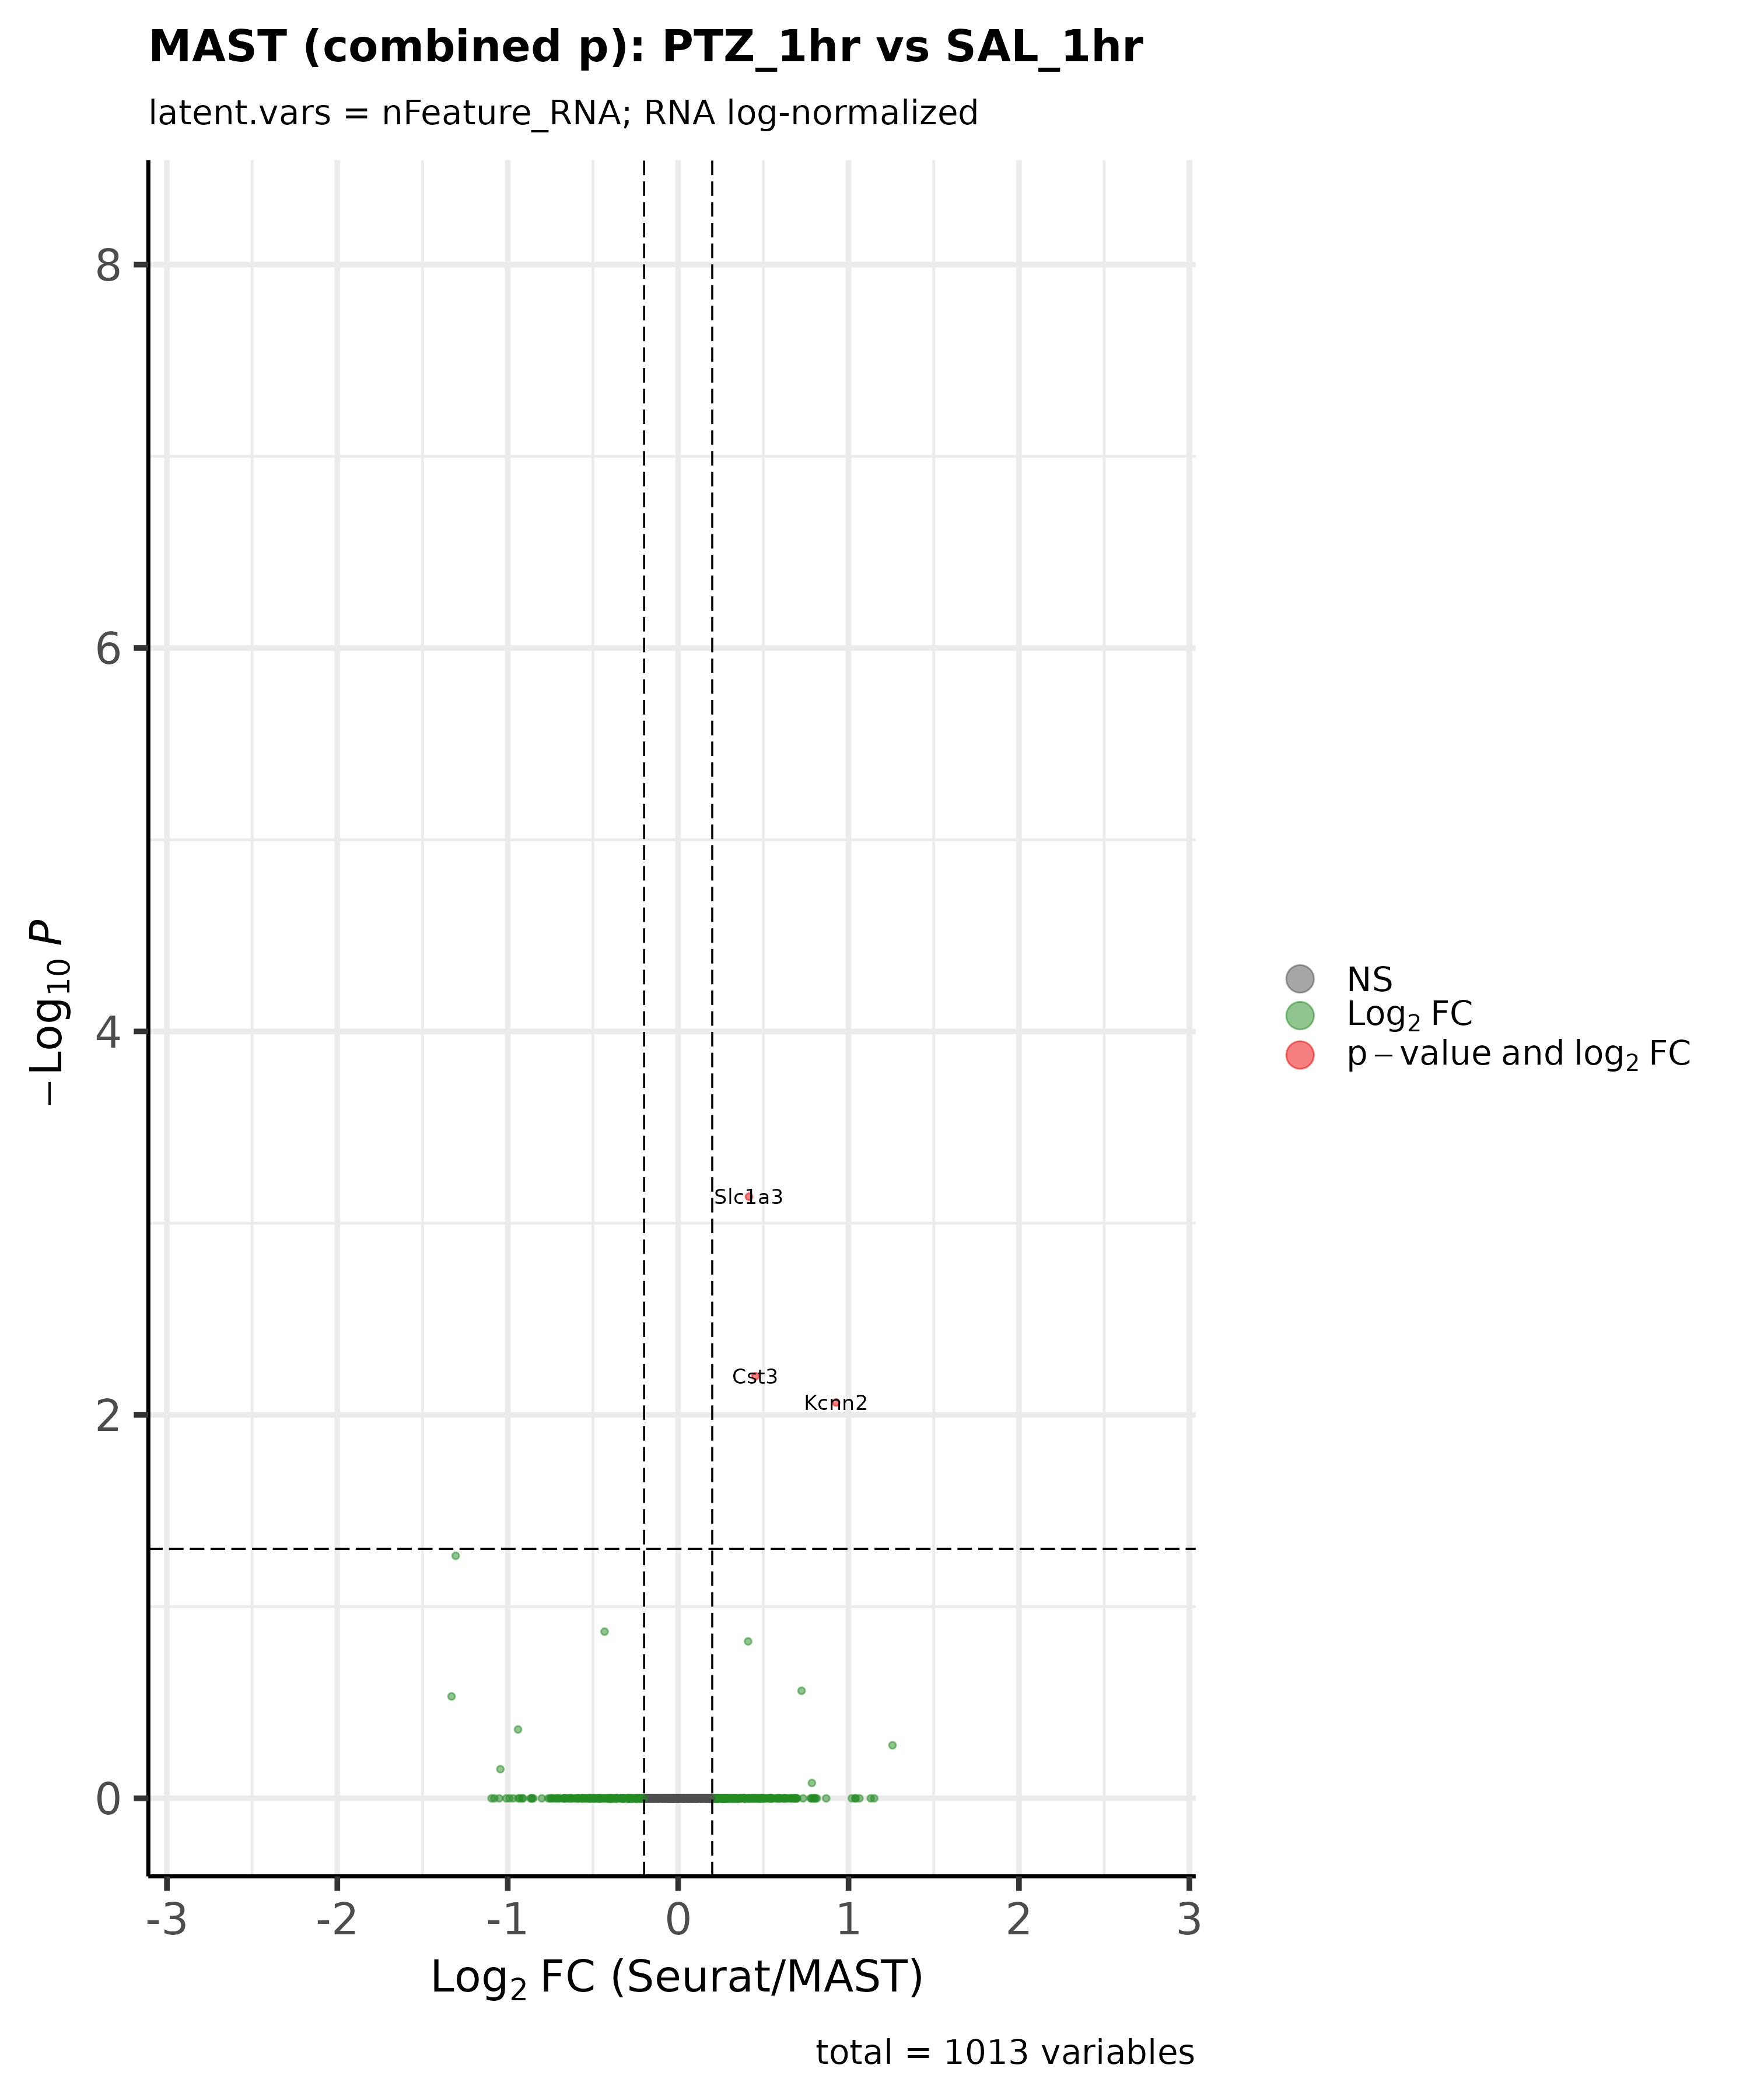 MAST (combined p): PTZ_1hr vs SAL_1hr
latent.vars = nFeature_RNA; RNA log-normalized
8
6
4
2
0
−Log10 P
Slc1a3
Cst3
Kcnn2
NS
Log2 FC
p−value and log2 FC
-3 -2 -1 0 1 2 3
Log2 FC (Seurat/MAST)
total = 1013 variables